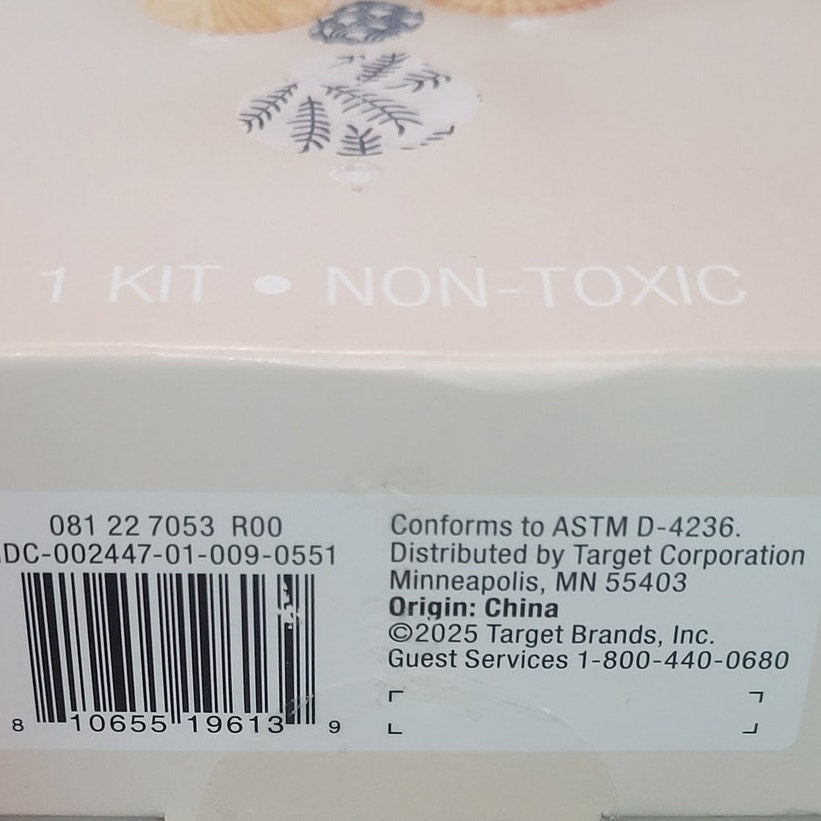 1 KIT • NON-TOXIC
081 22 7053 R00
DC-002447-01-009-0551
8 10655 19613 9
Conforms to ASTM D-4236.
Distributed by Target Corporation
Minneapolis, MN 55403
Origin: China
©2025 Target Brands, Inc.
Guest Services 1-800-440-0680